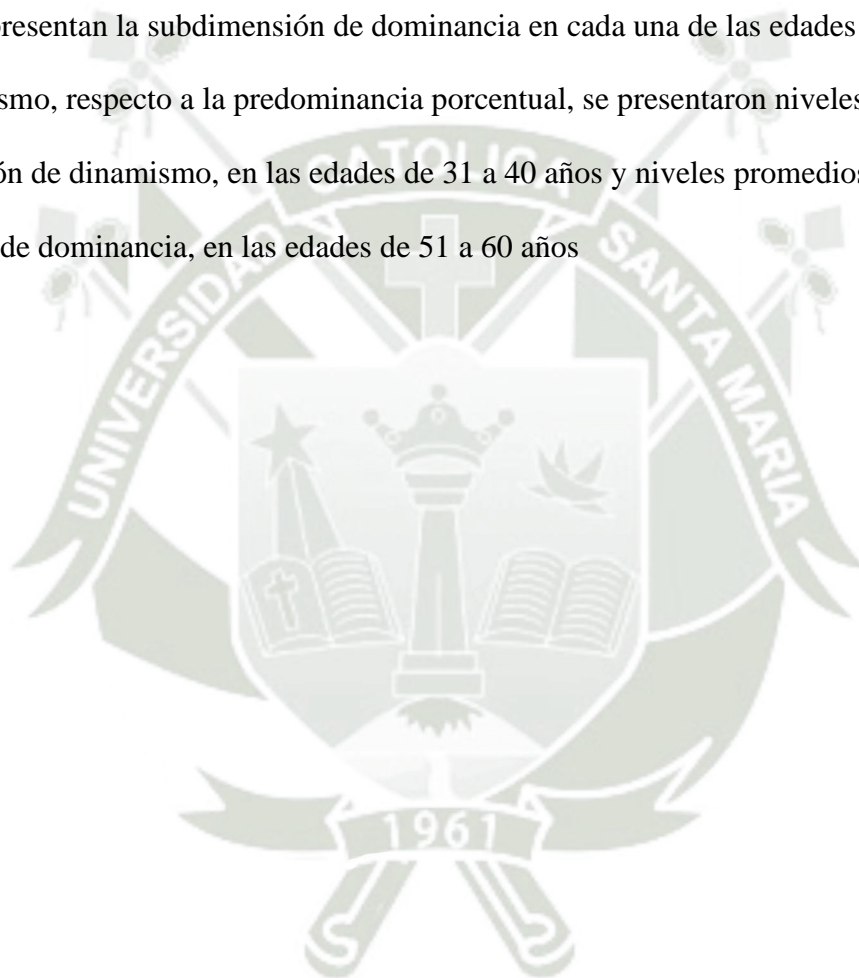 presentan la subdimensión de dominancia en cada una de las edades
smo, respecto a la predominancia porcentual, se presentaron niveles
ón de dinamismo, en las edades de 31 a 40 años y niveles promedios
de dominancia, en las edades de 51 a 60 años
UNIVERSIDAD CATOLICA SANTA MARIA
1961